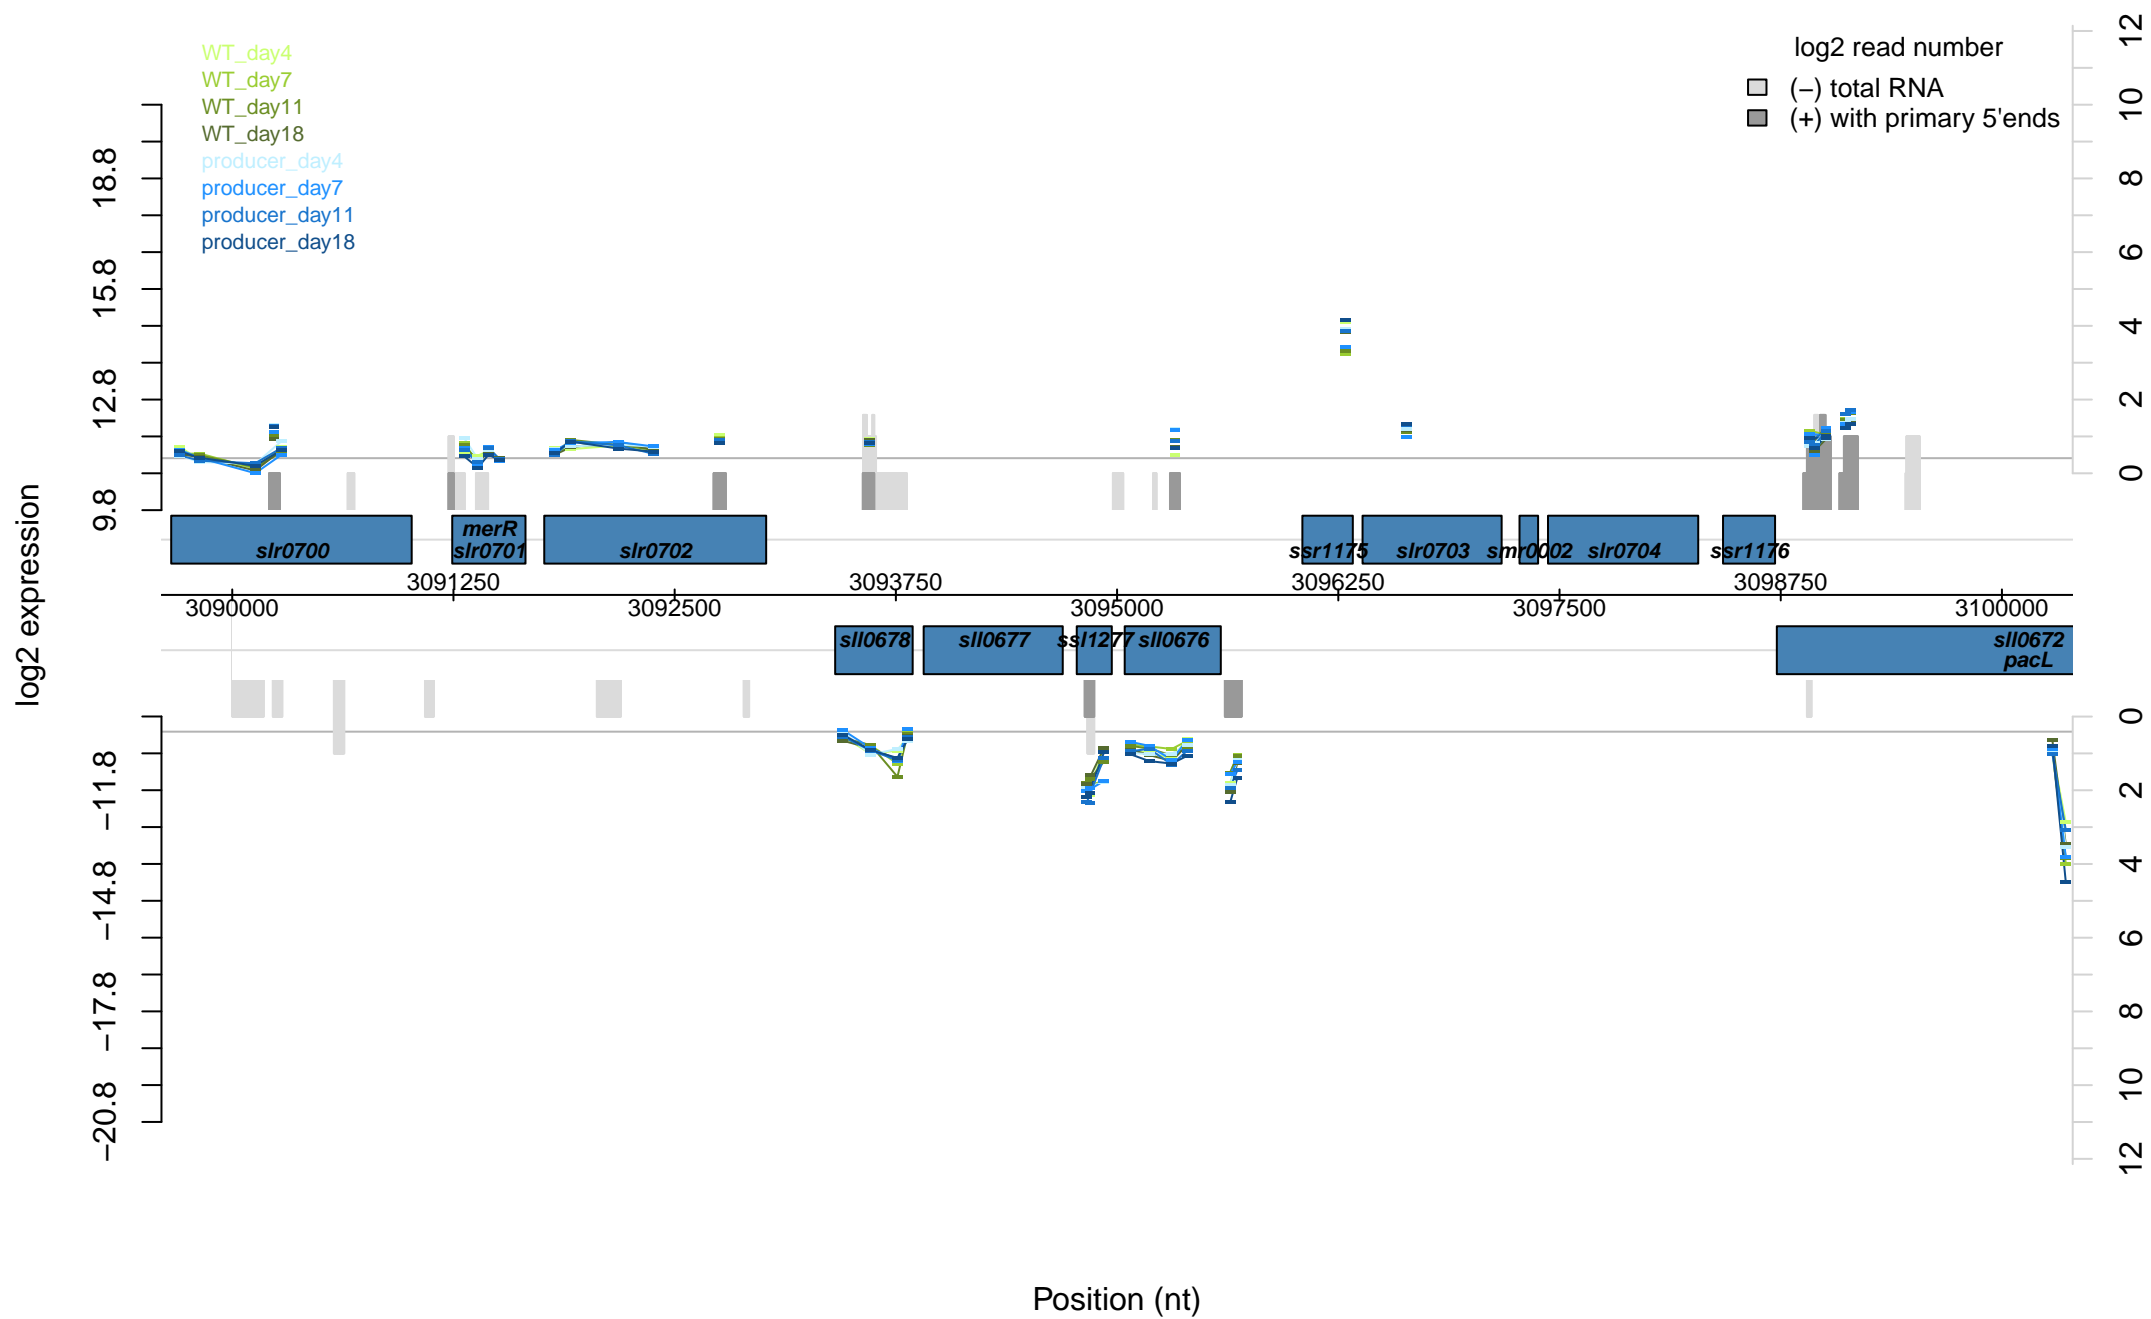 WT_day4
WT_day7
WT_day11
WT_day18
producer_day4
producer_day7
producer_day11
producer_day18
log2 read number
(−) total RNA
(+) with primary 5'ends
log2 expression
18.8
15.8
12.8
9.8
12
10
8
6
4
2
0
merR
slr0700 slr0701 slr0702 ssr1175 slr0703 smr0002 slr0704 ssr1176
3091250 3093750 3096250 3098750
3090000 3092500 3095000 3097500 3100000
sll0678 sll0677 ssl1277 sll0676 sll0672
pacL
−11.8
−14.8
−17.8
−20.8
0
2
4
6
8
10
12
Position (nt)